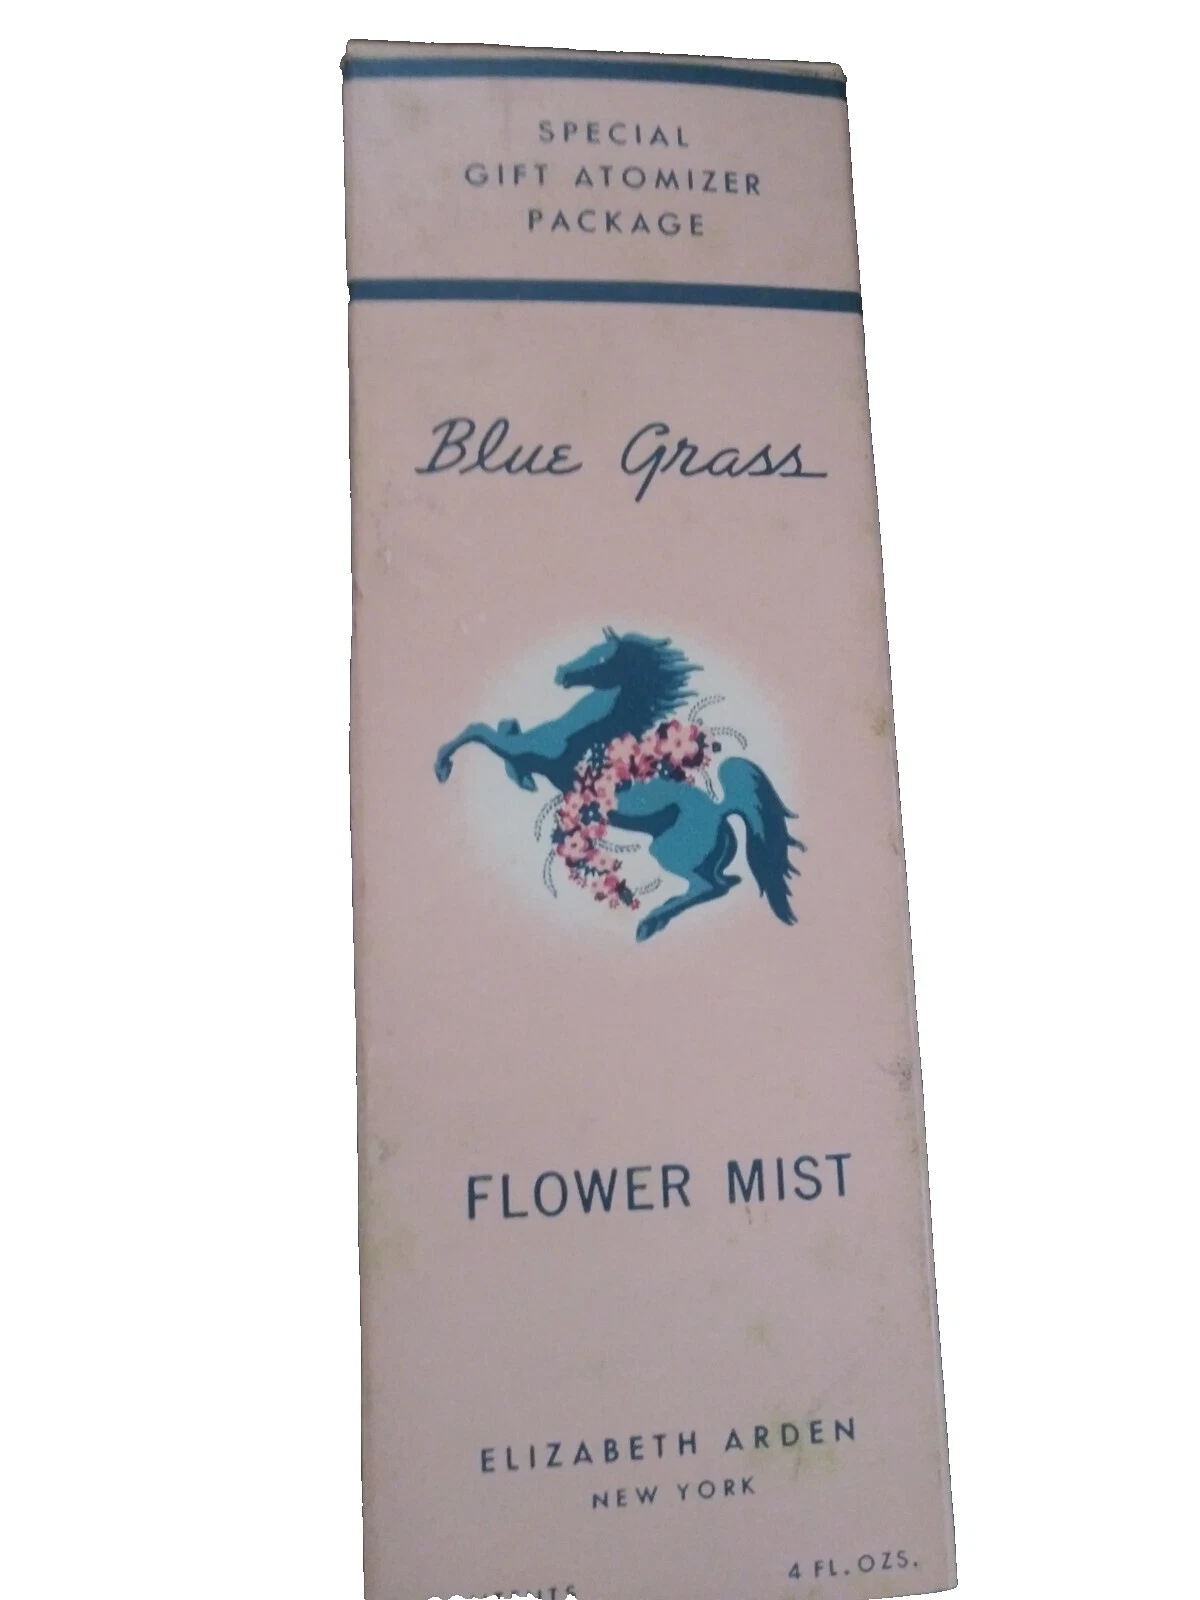 SPECIAL
GIFT ATOMIZER
PACKAGE
Blue Grass
FLOWER MIST
ELIZABETH ARDEN
NEW YORK
4 FL. OZS.